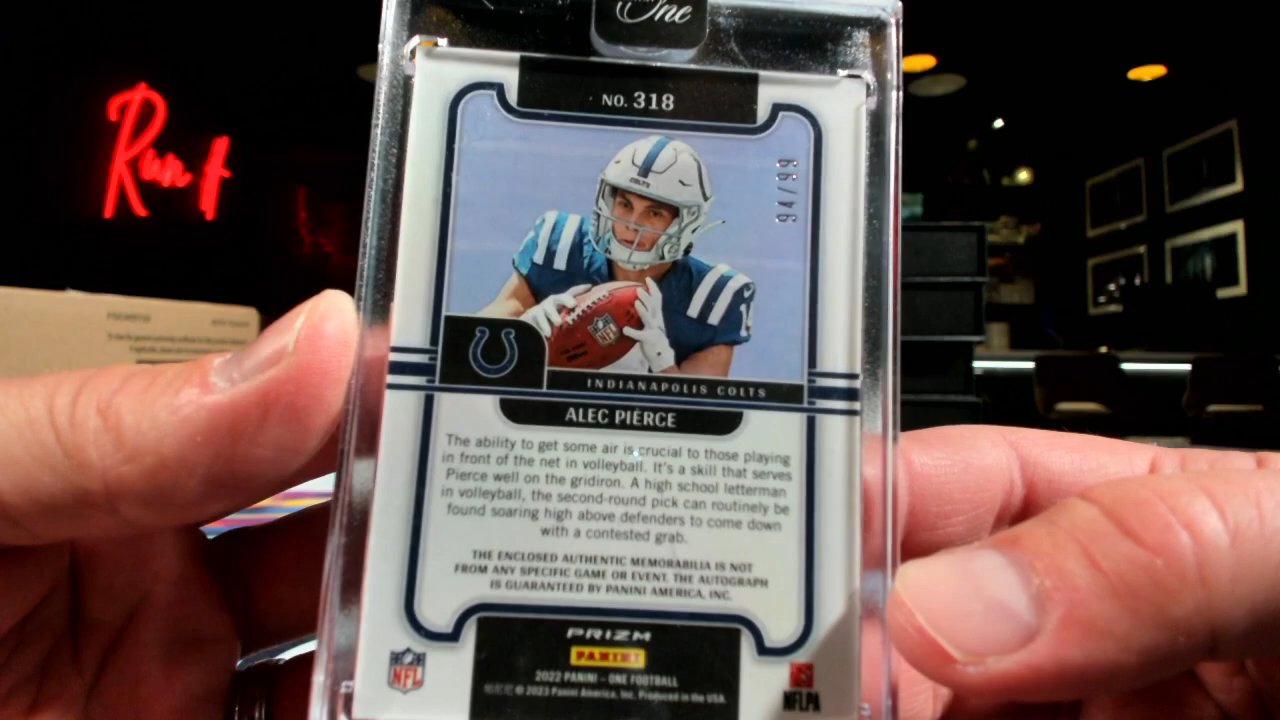 One
NO. 318
94/99
Run It
COLTS
NFL
INDIANAPOLIS COLTS
ALEC PIERCE
The ability to get some air is crucial to those playing
in front of the net in volleyball. It's a skill that serves
Pierce well on the gridiron. A high school letterman
in volleyball, the second-round pick can routinely be
found soaring high above defenders to come down
with a contested grab.
THE ENCLOSED AUTHENTIC MEMORABILIA IS NOT
FROM ANY SPECIFIC GAME OR EVENT. THE AUTOGRAPH
IS GUARANTEED BY PANINI AMERICA, INC.
PRIZM
PANINI
2022 PANINI – ONE FOOTBALL
© 2023 Panini America, Inc. Produced in the USA.
NFL
NFLPA